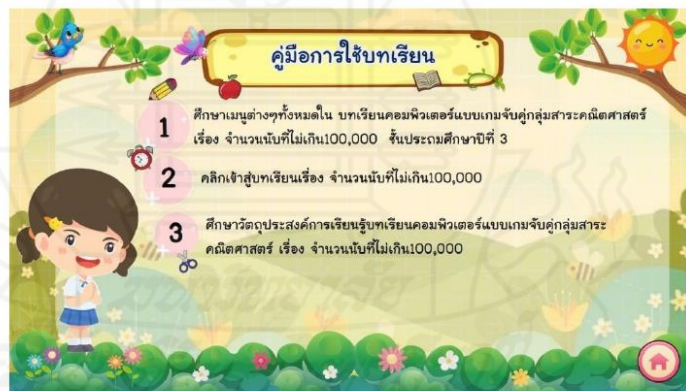 คู่มือการใช้บทเรียน
1 ศึกษาเมนูต่างๆทั้งหมดใน บทเรียนคอมพิวเตอร์แบบเกมจับคู่กลุ่มสาระคณิตศาสตร์
เรื่อง จำนวนนับที่ไม่เกิน100,000 ชั้นประถมศึกษาปีที่ 3
2 คลิกเข้าสู่บทเรียนเรื่อง จำนวนนับที่ไม่เกิน100,000
3 ศึกษาวัตถุประสงค์การเรียนรู้บทเรียนคอมพิวเตอร์แบบเกมจับคู่กลุ่มสาระ
คณิตศาสตร์ เรื่อง จำนวนนับที่ไม่เกิน100,000